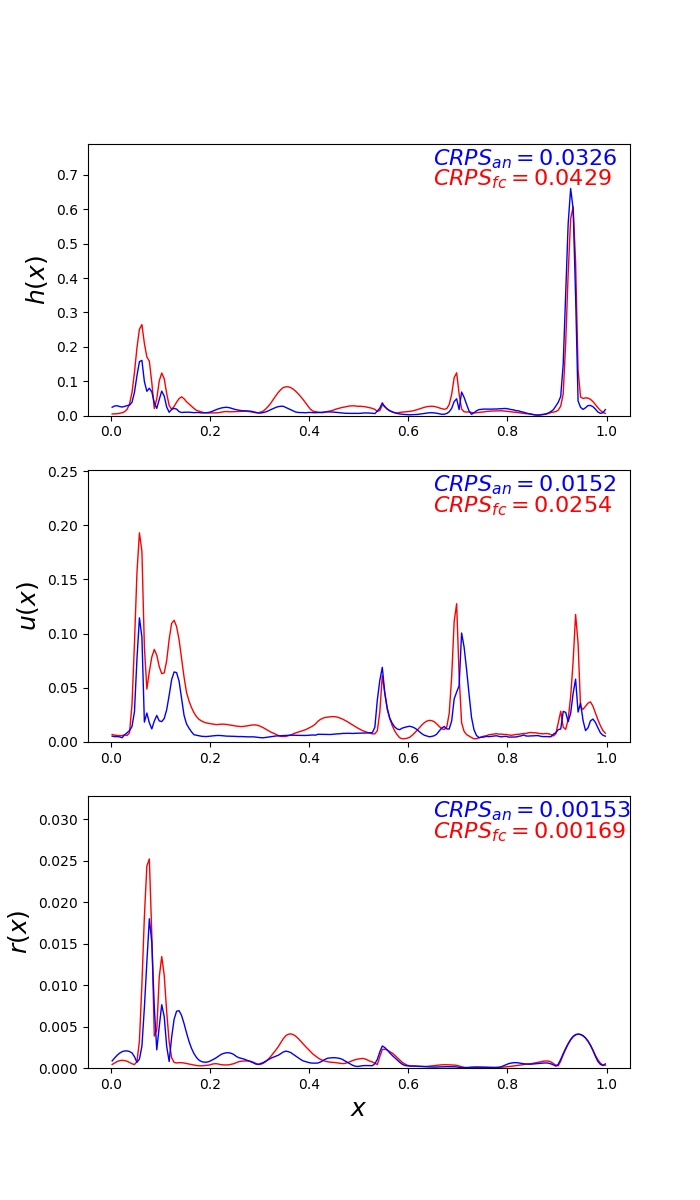 CRPS_an = 0.0326
CRPS_fc = 0.0429
0.7
0.6
0.5
0.4
0.3
0.2
0.1
0.0
h(x)
0.0 0.2 0.4 0.6 0.8 1.0
CRPS_an = 0.0152
CRPS_fc = 0.0254
0.25
0.20
0.15
0.10
0.05
0.00
u(x)
0.0 0.2 0.4 0.6 0.8 1.0
CRPS_an = 0.00153
CRPS_fc = 0.00169
0.030
0.025
0.020
0.015
0.010
0.005
0.000
r(x)
0.0 0.2 0.4 0.6 0.8 1.0
x